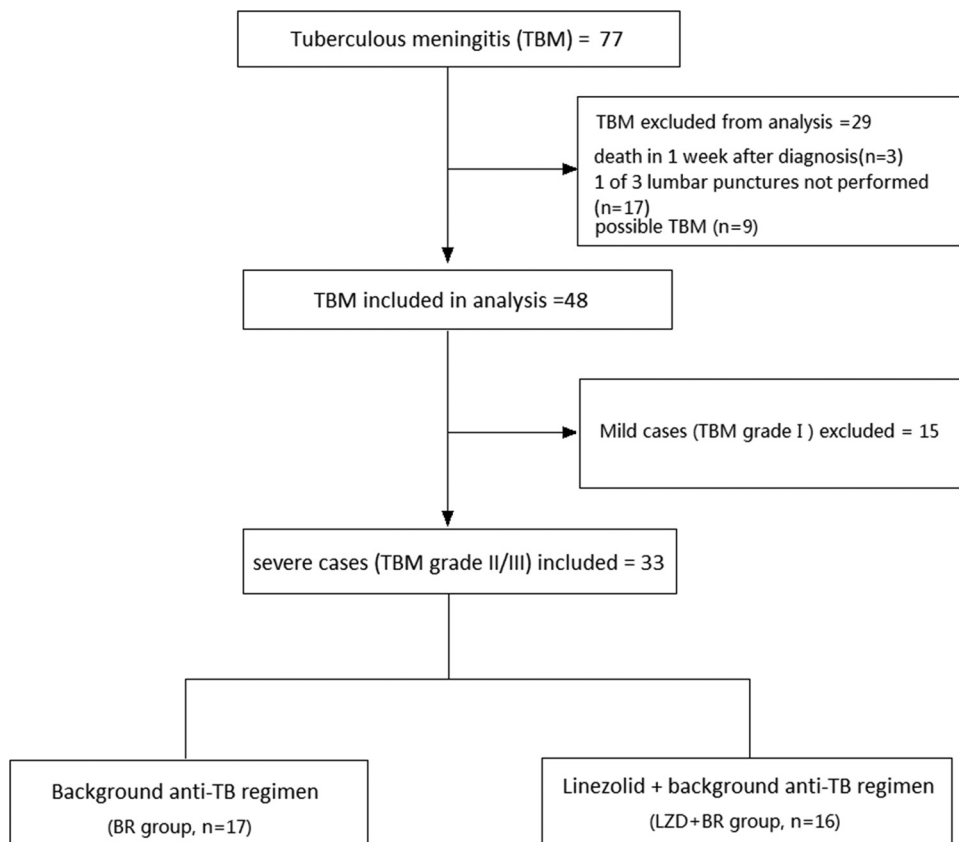 Tuberculous meningitis (TBM) = 77
TBM excluded from analysis =29
death in 1 week after diagnosis(n=3)
1 of 3 lumbar punctures not performed
(n=17)
possible TBM (n=9)
TBM included in analysis =48
Mild cases (TBM grade I ) excluded = 15
severe cases (TBM grade II/III) included = 33
Background anti-TB regimen
(BR group, n=17)
Linezolid + background anti-TB regimen
(LZD+BR group, n=16)